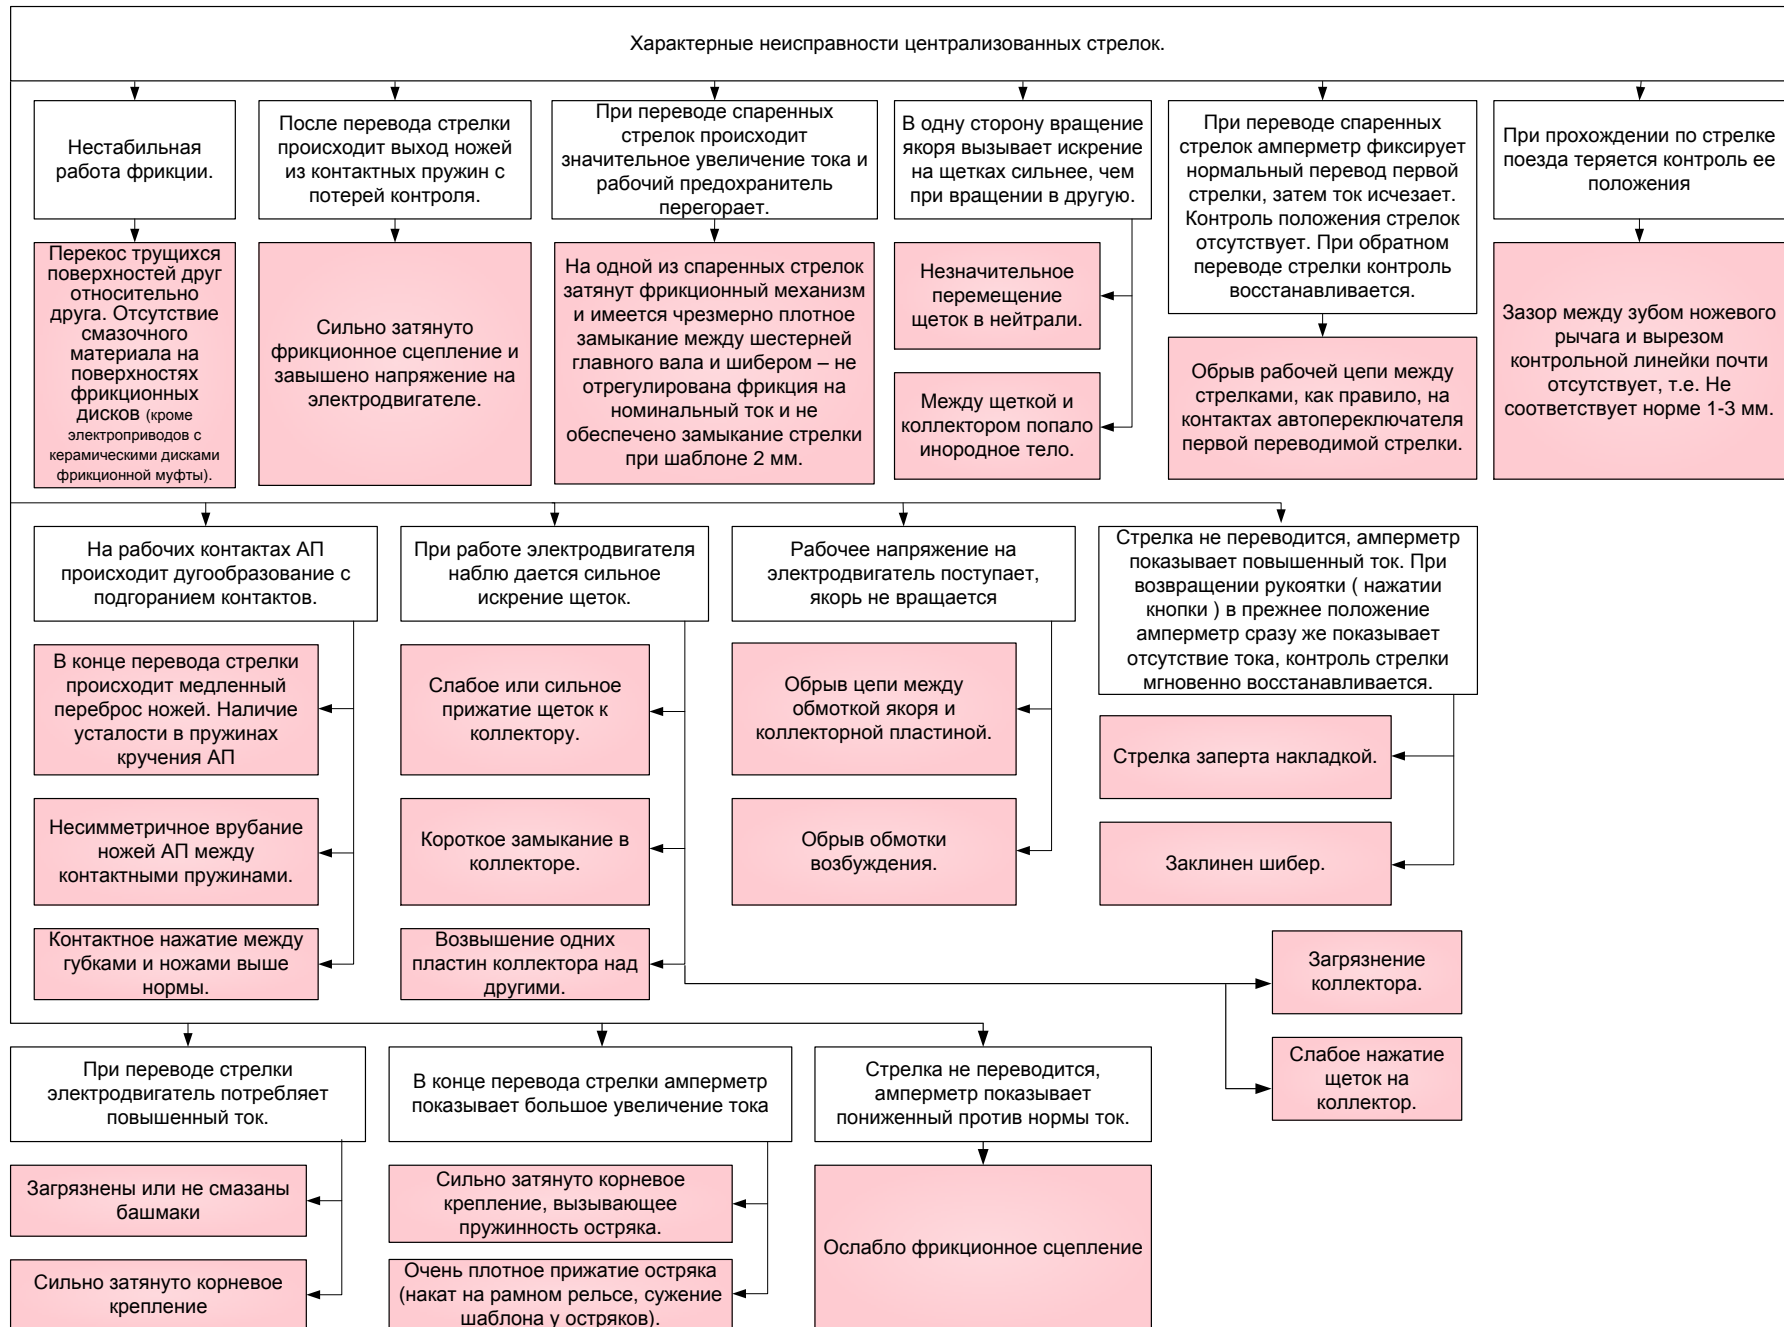 Характерные неисправности централизованных стрелок.
Нестабильная
работа фрикции.
После перевода стрелки
происходит выход ножей
из контактных пружин с
потерей контроля.
При переводе спаренных
стрелок происходит
значительное увеличение тока и
рабочий предохранитель
перегорает.
В одну сторону вращение
якоря вызывает искрение
на щетках сильнее, чем
при вращении в другую.
При переводе спаренных
стрелок амперметр фиксирует
нормальный перевод первой
стрелки, затем ток исчезает.
Контроль положения стрелок
отсутствует. При обратном
переводе стрелки контроль
восстанавливается.
При прохождении по стрелке
поезда теряется контроль ее
положения
Перекос трущихся
поверхностей друг
относительно
друга. Отсутствие
смазочного
материала на
поверхностях
фрикционных
дисков (кроме
электроприводов с
керамическими дисками
фрикционной муфты).
Сильно затянуто
фрикционное сцепление и
завышено напряжение на
электродвигателе.
На одной из спаренных стрелок
затянут фрикционный механизм
и имеется чрезмерно плотное
замыкание между шестерней
главного вала и шибером – не
отрегулирована фрикция на
номинальный ток и не
обеспечено замыкание стрелки
при шаблоне 2 мм.
Незначительное
перемещение
щеток в нейтрали.
Между щеткой и
коллектором попало
инородное тело.
Обрыв рабочей цепи между
стрелками, как правило, на
контактах автопереключателя
первой переводимой стрелки.
Зазор между зубом ножевого
рычага и вырезом
контрольной линейки почти
отсутствует, т.е. Не
соответствует норме 1-3 мм.
На рабочих контактах АП
происходит дугообразование с
подгоранием контактов.
При работе электродвигателя
наблю дается сильное
искрение щеток.
Рабочее напряжение на
электродвигатель поступает,
якорь не вращается
Стрелка не переводится, амперметр
показывает повышенный ток. При
возвращении рукоятки ( нажатии
кнопки ) в прежнее положение
амперметр сразу же показывает
отсутствие тока, контроль стрелки
мгновенно восстанавливается.
В конце перевода стрелки
происходит медленный
переброс ножей. Наличие
усталости в пружинах
кручения АП
Несимметричное врубание
ножей АП между
контактными пружинами.
Контактное нажатие между
губками и ножами выше
нормы.
Слабое или сильное
прижатие щеток к
коллектору.
Короткое замыкание в
коллекторе.
Возвышение одних
пластин коллектора над
другими.
Обрыв цепи между
обмоткой якоря и
коллекторной пластиной.
Обрыв обмотки
возбуждения.
Стрелка заперта накладкой.
Заклинен шибер.
Загрязнение
коллектора.
Слабое нажатие
щеток на
коллектор.
При переводе стрелки
электродвигатель потребляет
повышенный ток.
В конце перевода стрелки амперметр
показывает большое увеличение тока
Стрелка не переводится,
амперметр показывает
пониженный против нормы ток.
Загрязнены или не смазаны
башмаки
Сильно затянуто корневое
крепление
Сильно затянуто корневое
крепление, вызывающее
пружинность остряка.
Очень плотное прижатие остряка
(накат на рамном рельсе, сужение
шаблона у остряков).
Ослабло фрикционное сцепление